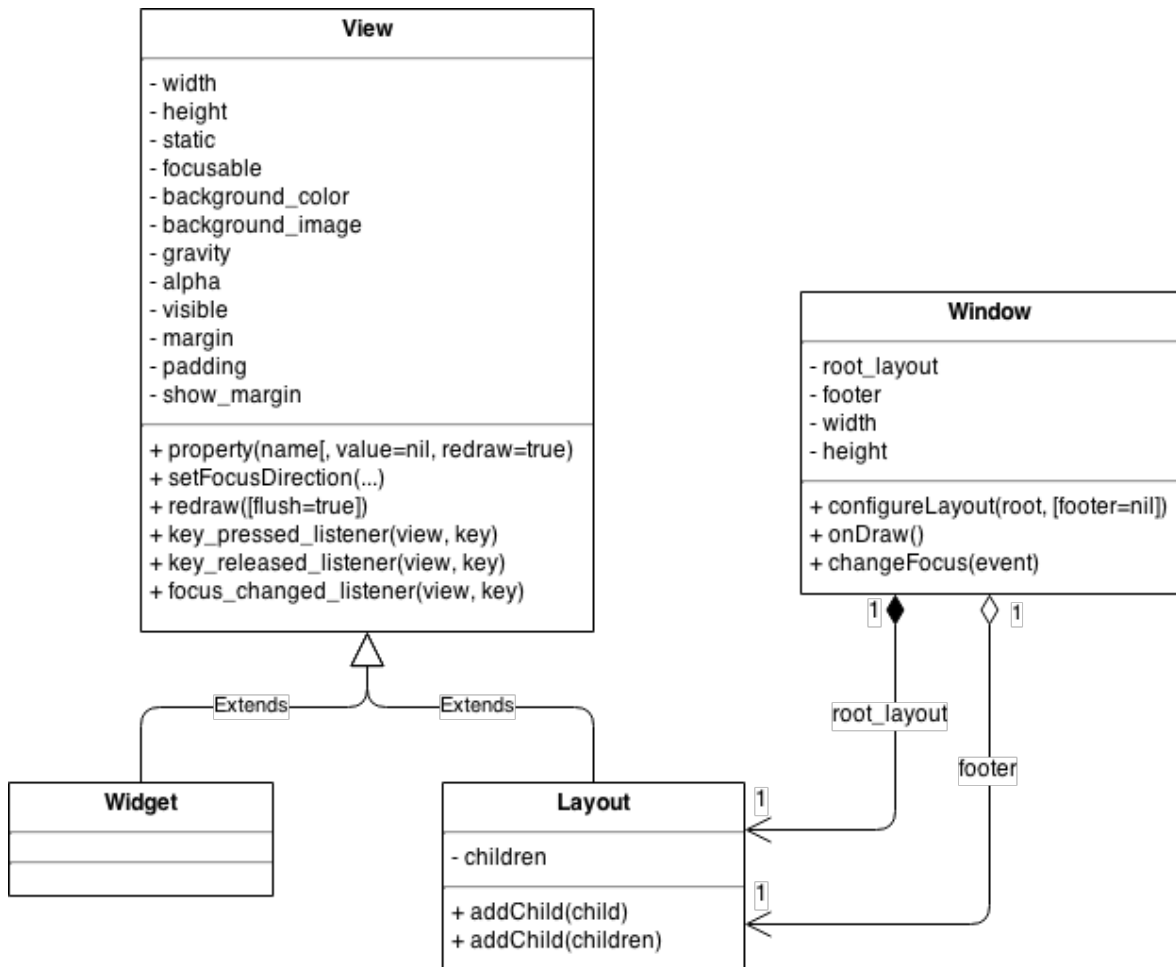 View
- width
- height
- static
- focusable
- background_color
- background_image
- gravity
- alpha
- visible
- margin
- padding
- show_margin
+ property(name[, value=nil, redraw=true)
+ setFocusDirection(...)
+ redraw([flush=true])
+ key_pressed_listener(view, key)
+ key_released_listener(view, key)
+ focus_changed_listener(view, key)
Window
- root_layout
- footer
- width
- height
+ configureLayout(root, [footer=nil])
+ onDraw()
+ changeFocus(event)
1
1
Extends
Extends
root_layout
footer
Widget
Layout
- children
+ addChild(child)
+ addChild(children)
1
1